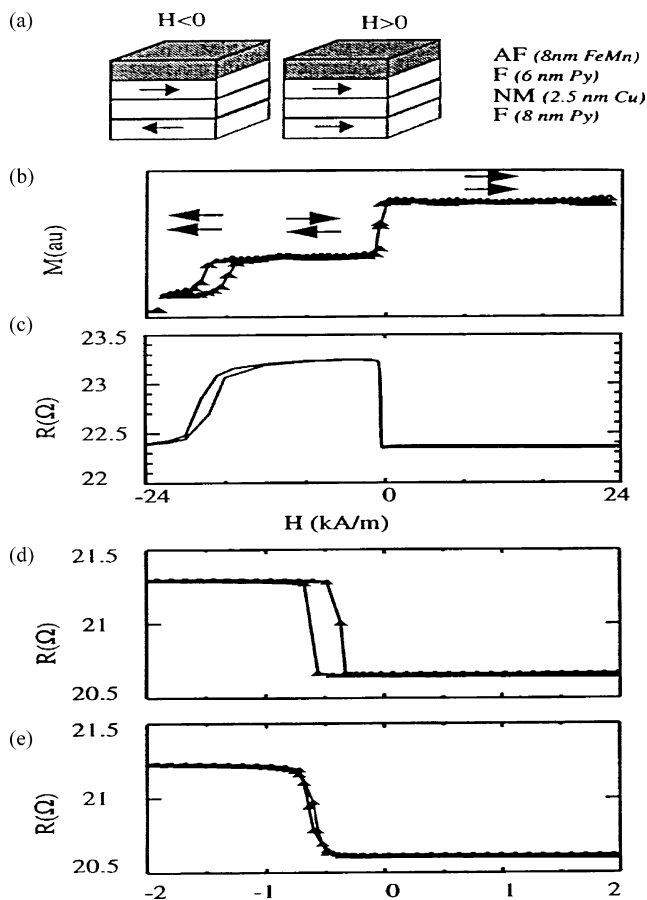 (a)
H<0
H>0
AF (8nm FeMn)
F (6 nm Py)
NM (2.5 nm Cu)
F (8 nm Py)
(b)
M(au)
(c)
R(Ω)
23.5
23
22.5
22
-24
0
24
H (kA/m)
(d)
R(Ω)
21.5
21
20.5
(e)
R(Ω)
21.5
21
20.5
-2
-1
0
1
2